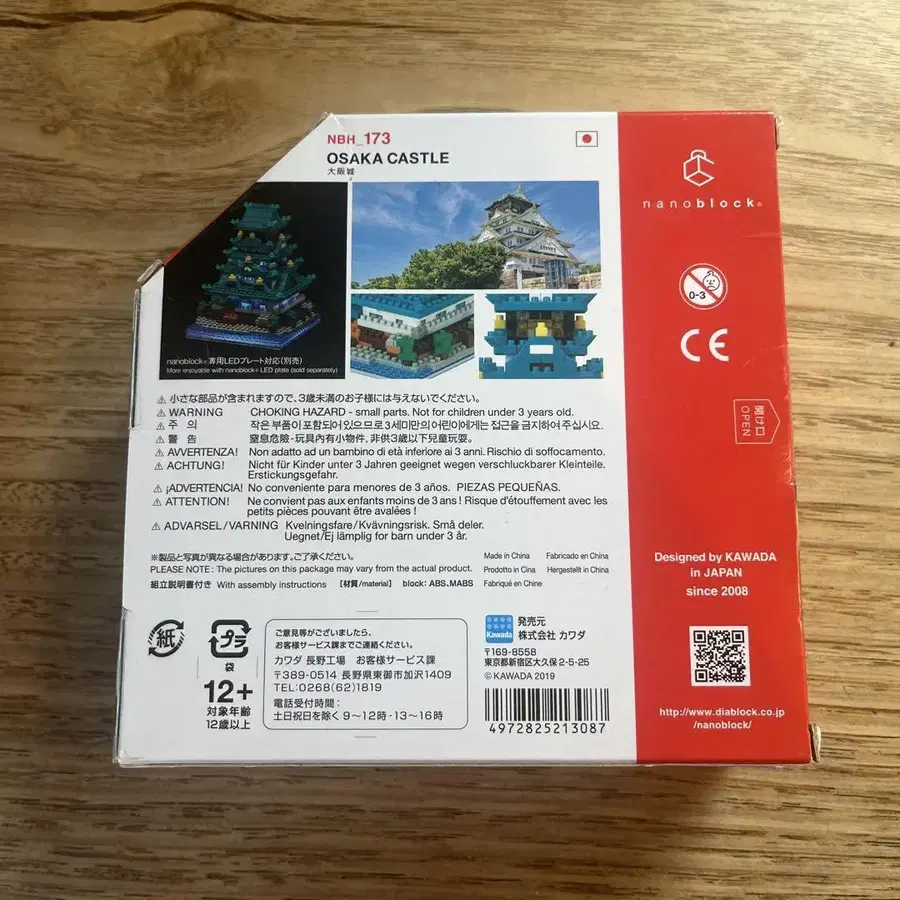 NBH_173
OSAKA CASTLE
大阪城
nanoblock®専用LEDプレート対応(別売)
More enjoyable with nanoblock® LED plate (sold separately)
⚠ 小さな部品が含まれますので、3歳未満のお子様には与えないでください。
⚠ WARNING CHOKING HAZARD - small parts. Not for children under 3 years old.
⚠ 주 의 작은 부품이 포함되어 있으므로 3세미만의 어린이에게는 접근을 금지하여 주십시요.
⚠ 警 告 窒息危險 - 玩具內有小物件, 非供3歲以下兒童玩耍.
⚠ AVVERTENZA! Non adatto ad un bambino di età inferiore ai 3 anni. Rischio di soffocamento.
⚠ ACHTUNG! Nicht für Kinder unter 3 Jahren geeignet wegen verschluckbarer Kleinteile.
Erstickungsgefahr.
⚠ ¡ADVERTENCIA! No conveniente para menores de 3 años. PIEZAS PEQUEÑAS.
⚠ ATTENTION! Ne convient pas aux enfants moins de 3 ans ! Risque d'étouffement avec les
petits pièces pouvant être avalées !
⚠ ADVARSEL/VARNING Kvelningsfare/Kvävningsrisk. Små deler.
Uegnet/Ej lämplig for barn under 3 år.
※製品と写真が異なる場合があります。ご了承ください。
PLEASE NOTE : The pictures on this package may vary from the actual product.
組立説明書付き With assembly instructions 【材質/material】 block: ABS.MABS
Made in China Fabricado en China
Prodotto in Cina Hergestellt in China
Fabriqué en Chine
紙
プラ
袋
12+
対象年齢
12歳以上
ご意見等がございましたら、
お客様サービス課までご連絡ください。
カワダ 長野工場 お客様サービス課
〒389-0514 長野県東御市加沢1409
TEL:0268(62)1819
電話受付時間：
土日祝日を除く 9～12時・13～16時
Kawada
発売元
株式会社 カワダ
〒169-8558
東京都新宿区大久保 2-5-25
© KAWADA 2019
4972825213087
nanoblock®
0-3
CE
開け口
OPEN
Designed by KAWADA
in JAPAN
since 2008
http://www.diablock.co.jp
/nanoblock/